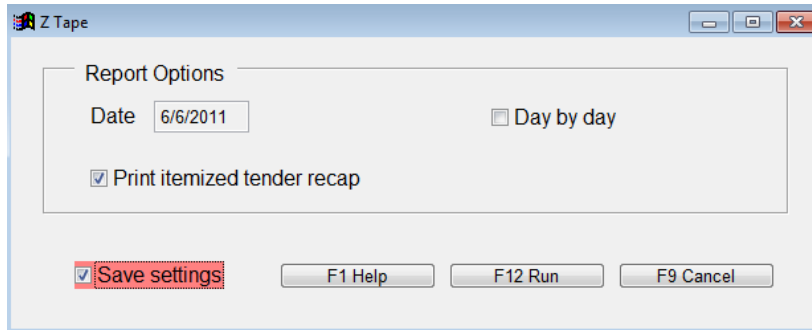 Z Tape
Report Options
Date 6/6/2011 Day by day
Print itemized tender recap
Save settings F1 Help F12 Run F9 Cancel